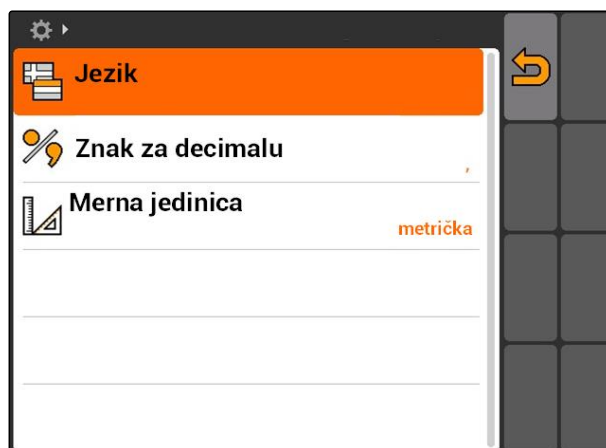 Jezik
Znak za decimalu
,
Merna jedinica
metrička